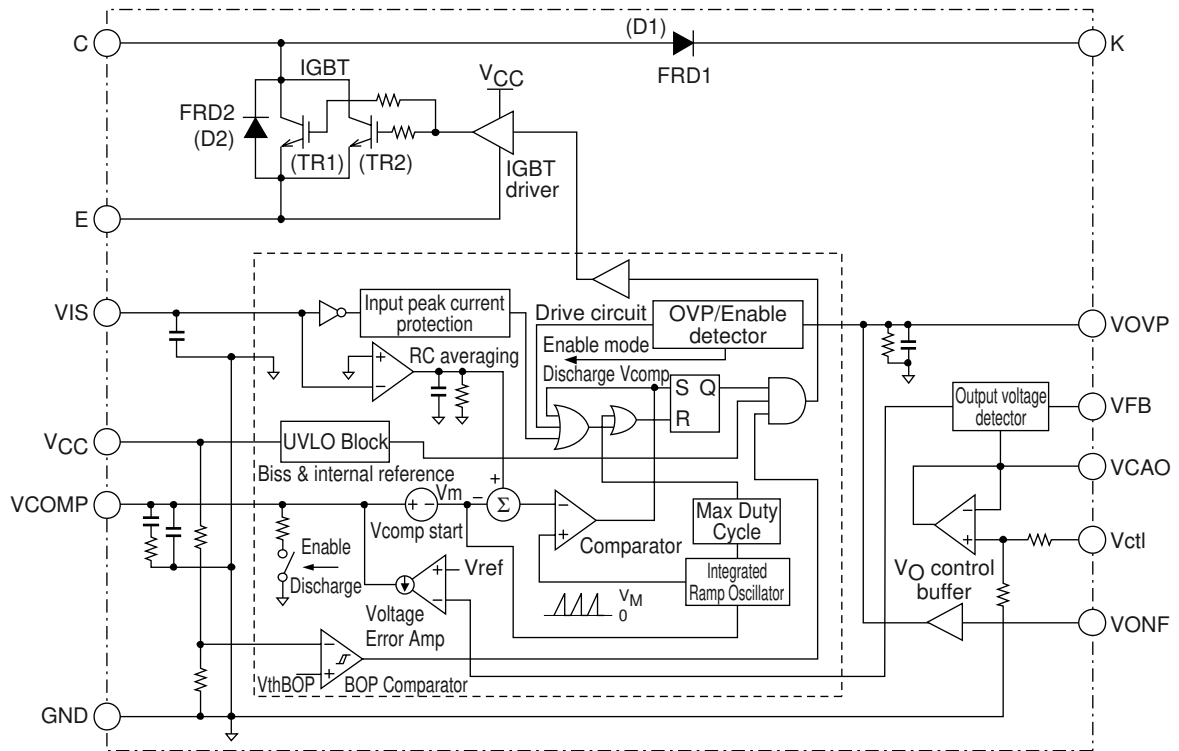 C
(D1)
FRD1
K
IGBT
VCC
FRD2
(D2)
(TR1)
(TR2)
IGBT
driver
E
VIS
Input peak current
protection
Drive circuit
OVP/Enable
detector
VOVP
RC averaging
Enable mode
Discharge Vcomp
S Q
R
Output voltage
detector
VFB
VCC
UVLO Block
Biss & internal reference
VCAO
VCOMP
+ −
Vm
Vcomp start
+
−
Σ
−
+
Comparator
Max Duty
Cycle
−
+
Vctl
Enable
Discharge
Vref
+
−
Voltage
Error Amp
VM
0
Integrated
Ramp Oscillator
VO control
buffer
VONF
+
−
VthBOP
−
+
BOP Comparator
GND